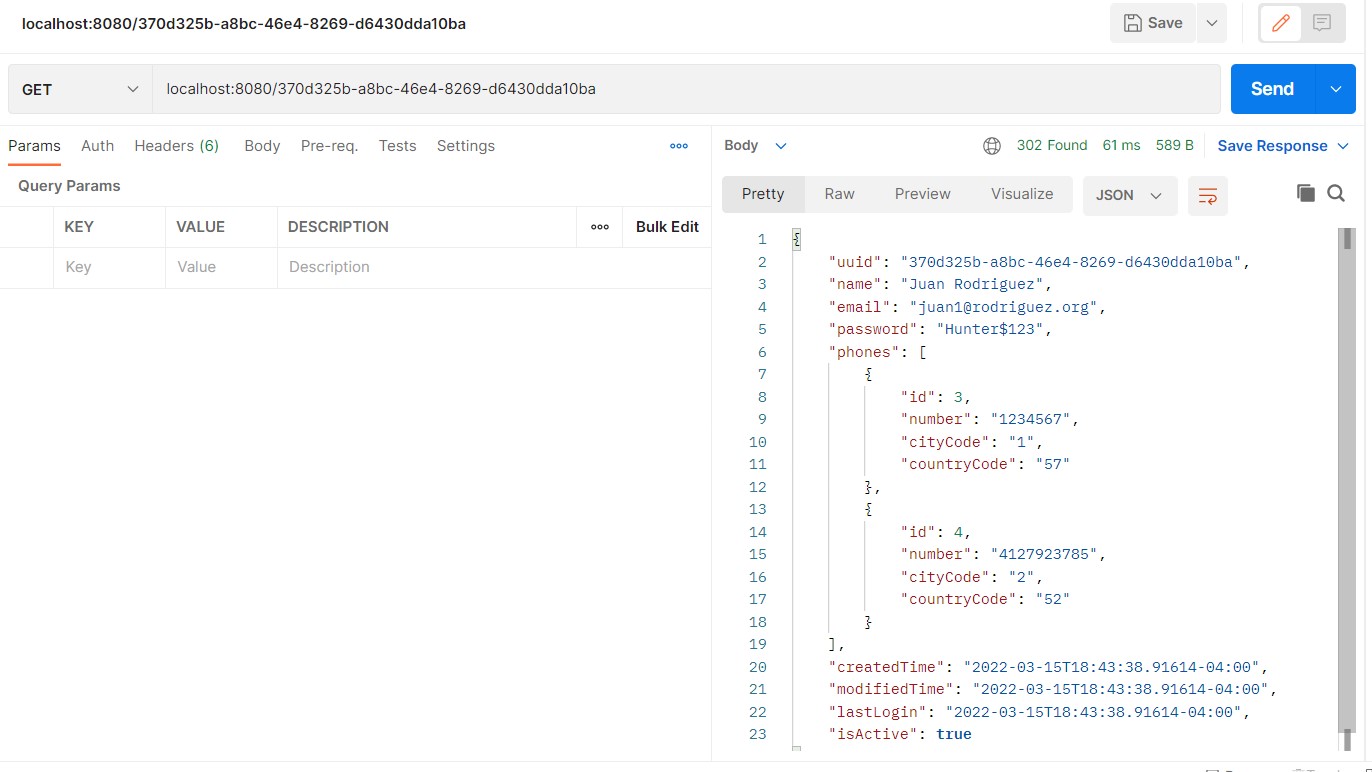 localhost:8080/370d325b-a8bc-46e4-8269-d6430dda10ba
Save
GET
localhost:8080/370d325b-a8bc-46e4-8269-d6430dda10ba
Send
Params Auth Headers (6) Body Pre-req. Tests Settings
Query Params
KEY VALUE DESCRIPTION Bulk Edit
Key Value Description
Body 302 Found 61 ms 589 B Save Response
Pretty Raw Preview Visualize JSON
1 {
2 "uuid": "370d325b-a8bc-46e4-8269-d6430dda10ba",
3 "name": "Juan Rodriguez",
4 "email": "juan1@rodriguez.org",
5 "password": "Hunter$123",
6 "phones": [
7 {
8 "id": 3,
9 "number": "1234567",
10 "cityCode": "1",
11 "countryCode": "57"
12 },
13 {
14 "id": 4,
15 "number": "4127923785",
16 "cityCode": "2",
17 "countryCode": "52"
18 }
19 ],
20 "createdTime": "2022-03-15T18:43:38.91614-04:00",
21 "modifiedTime": "2022-03-15T18:43:38.91614-04:00",
22 "lastLogin": "2022-03-15T18:43:38.91614-04:00",
23 "isActive": true